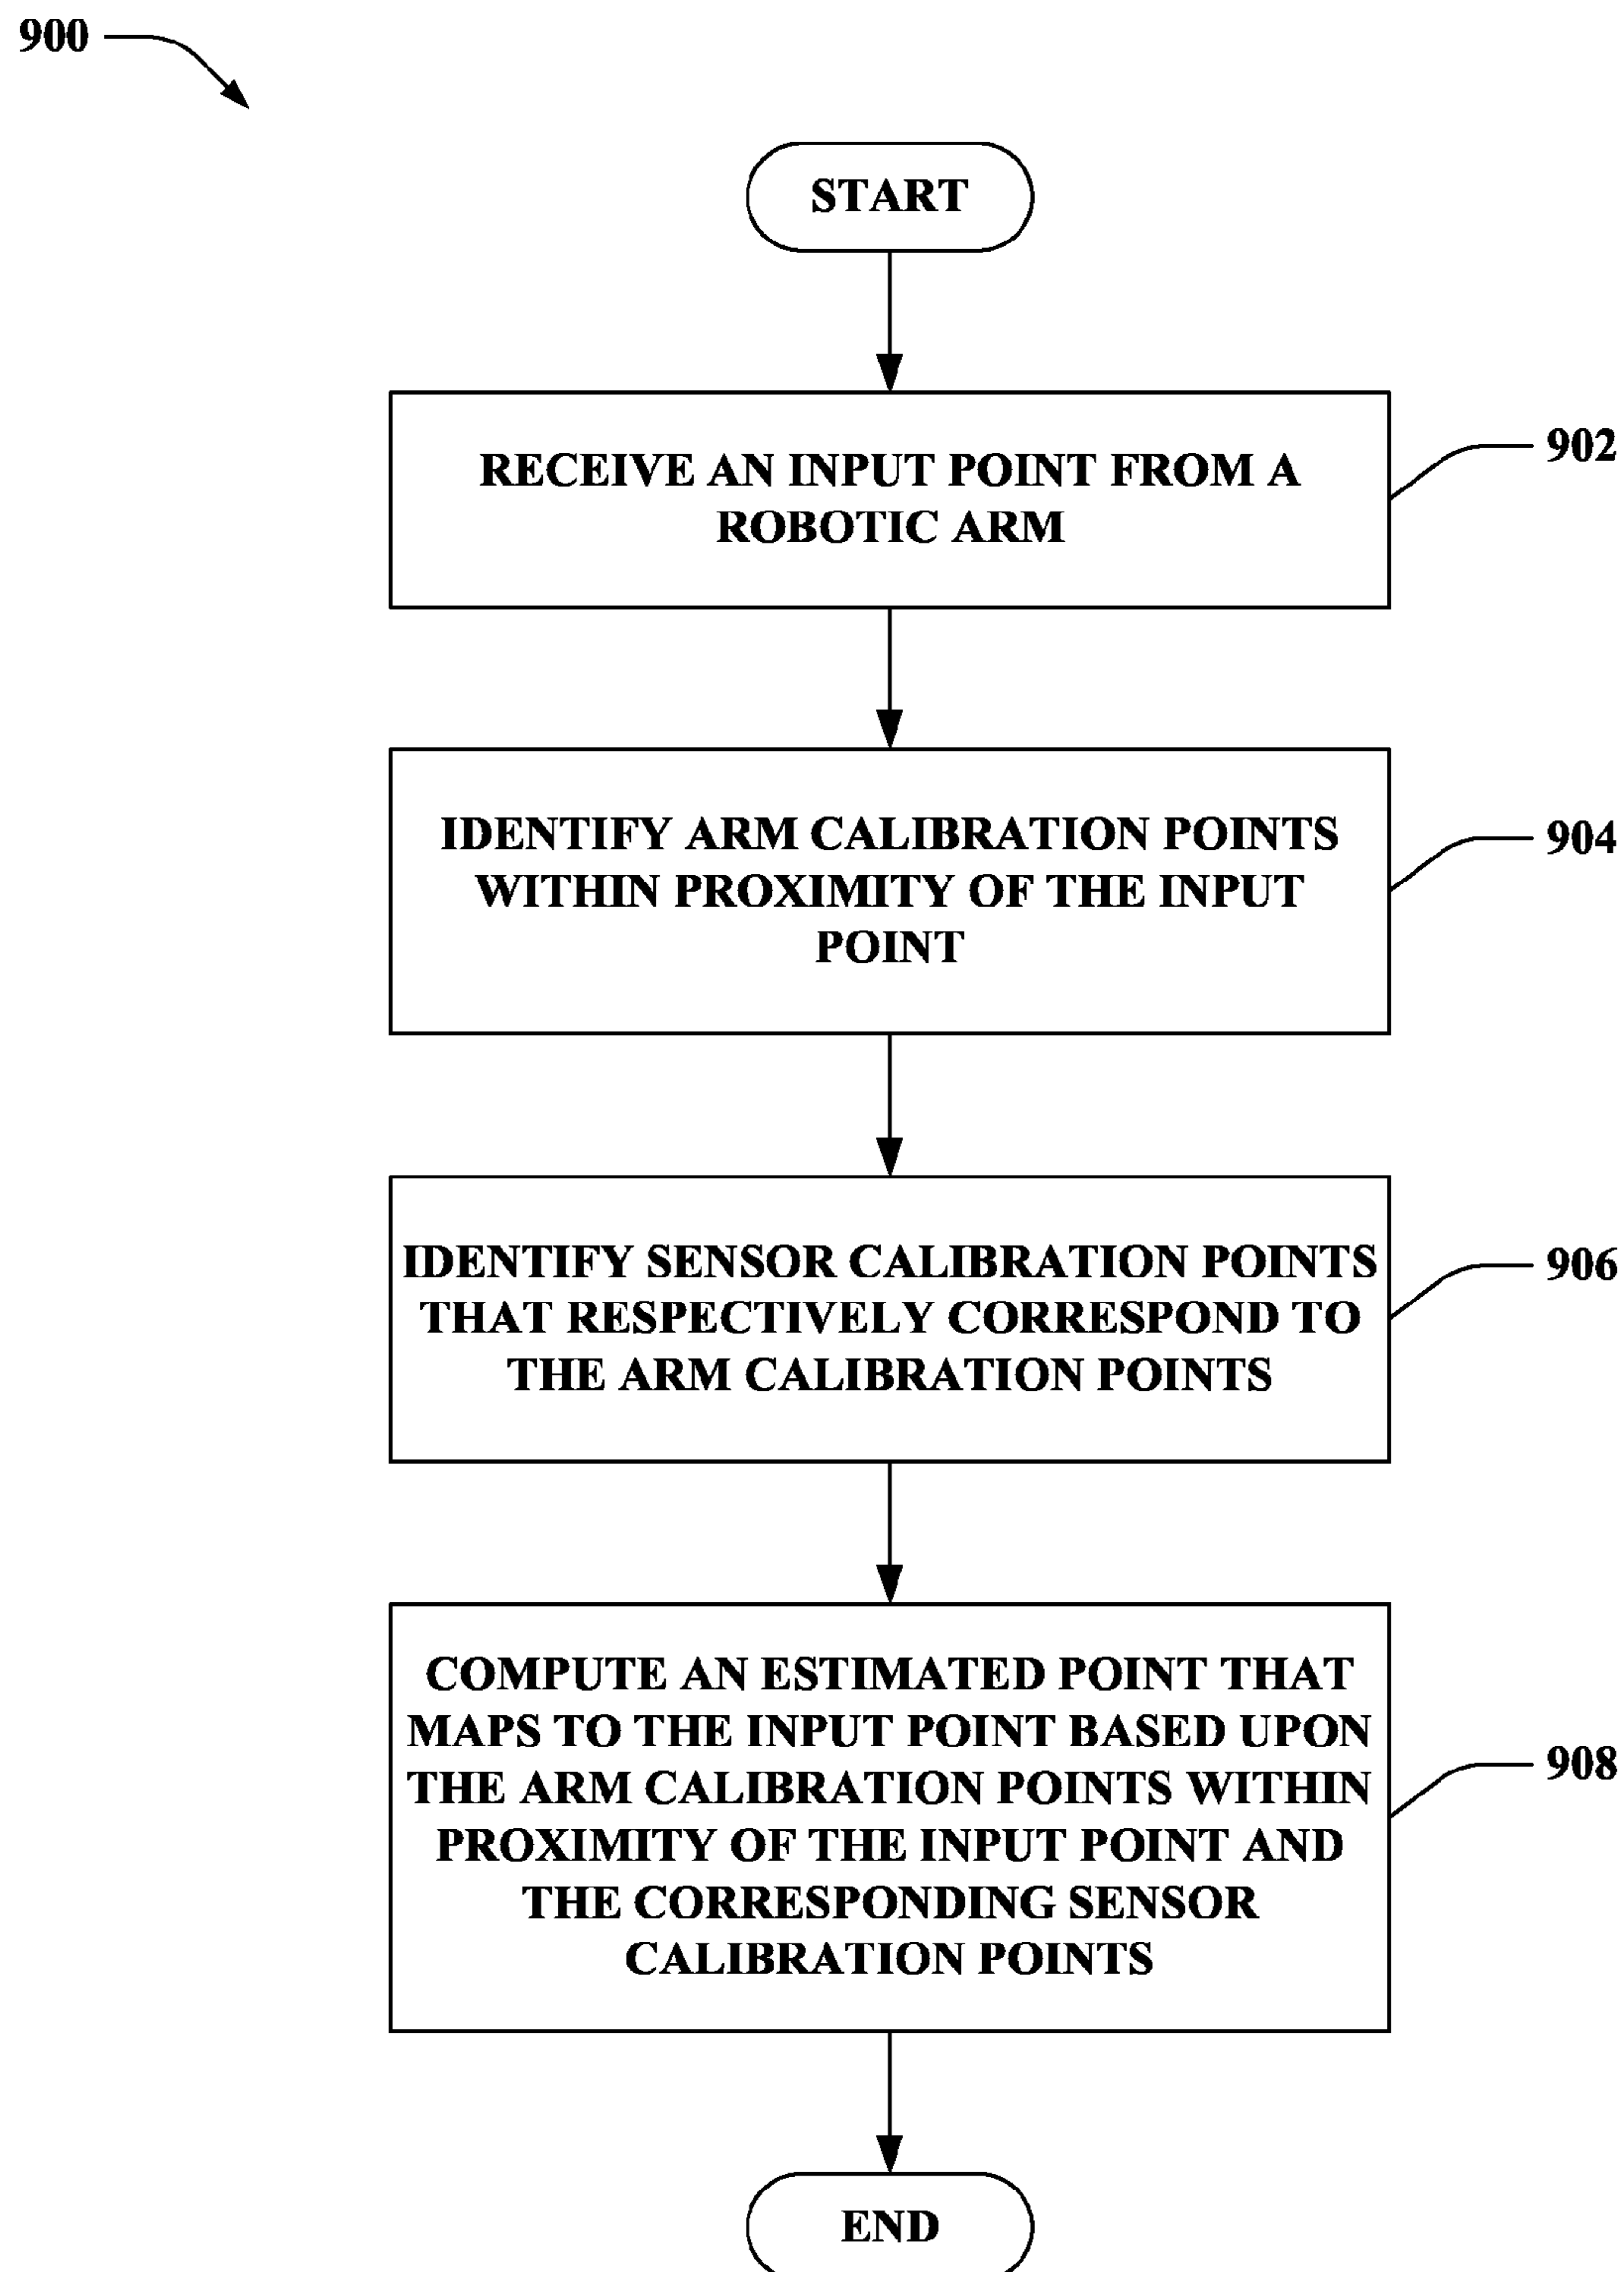 900
START
RECEIVE AN INPUT POINT FROM A
ROBOTIC ARM
902
IDENTIFY ARM CALIBRATION POINTS
WITHIN PROXIMITY OF THE INPUT
POINT
904
IDENTIFY SENSOR CALIBRATION POINTS
THAT RESPECTIVELY CORRESPOND TO
THE ARM CALIBRATION POINTS
906
COMPUTE AN ESTIMATED POINT THAT
MAPS TO THE INPUT POINT BASED UPON
THE ARM CALIBRATION POINTS WITHIN
PROXIMITY OF THE INPUT POINT AND
THE CORRESPONDING SENSOR
CALIBRATION POINTS
908
END